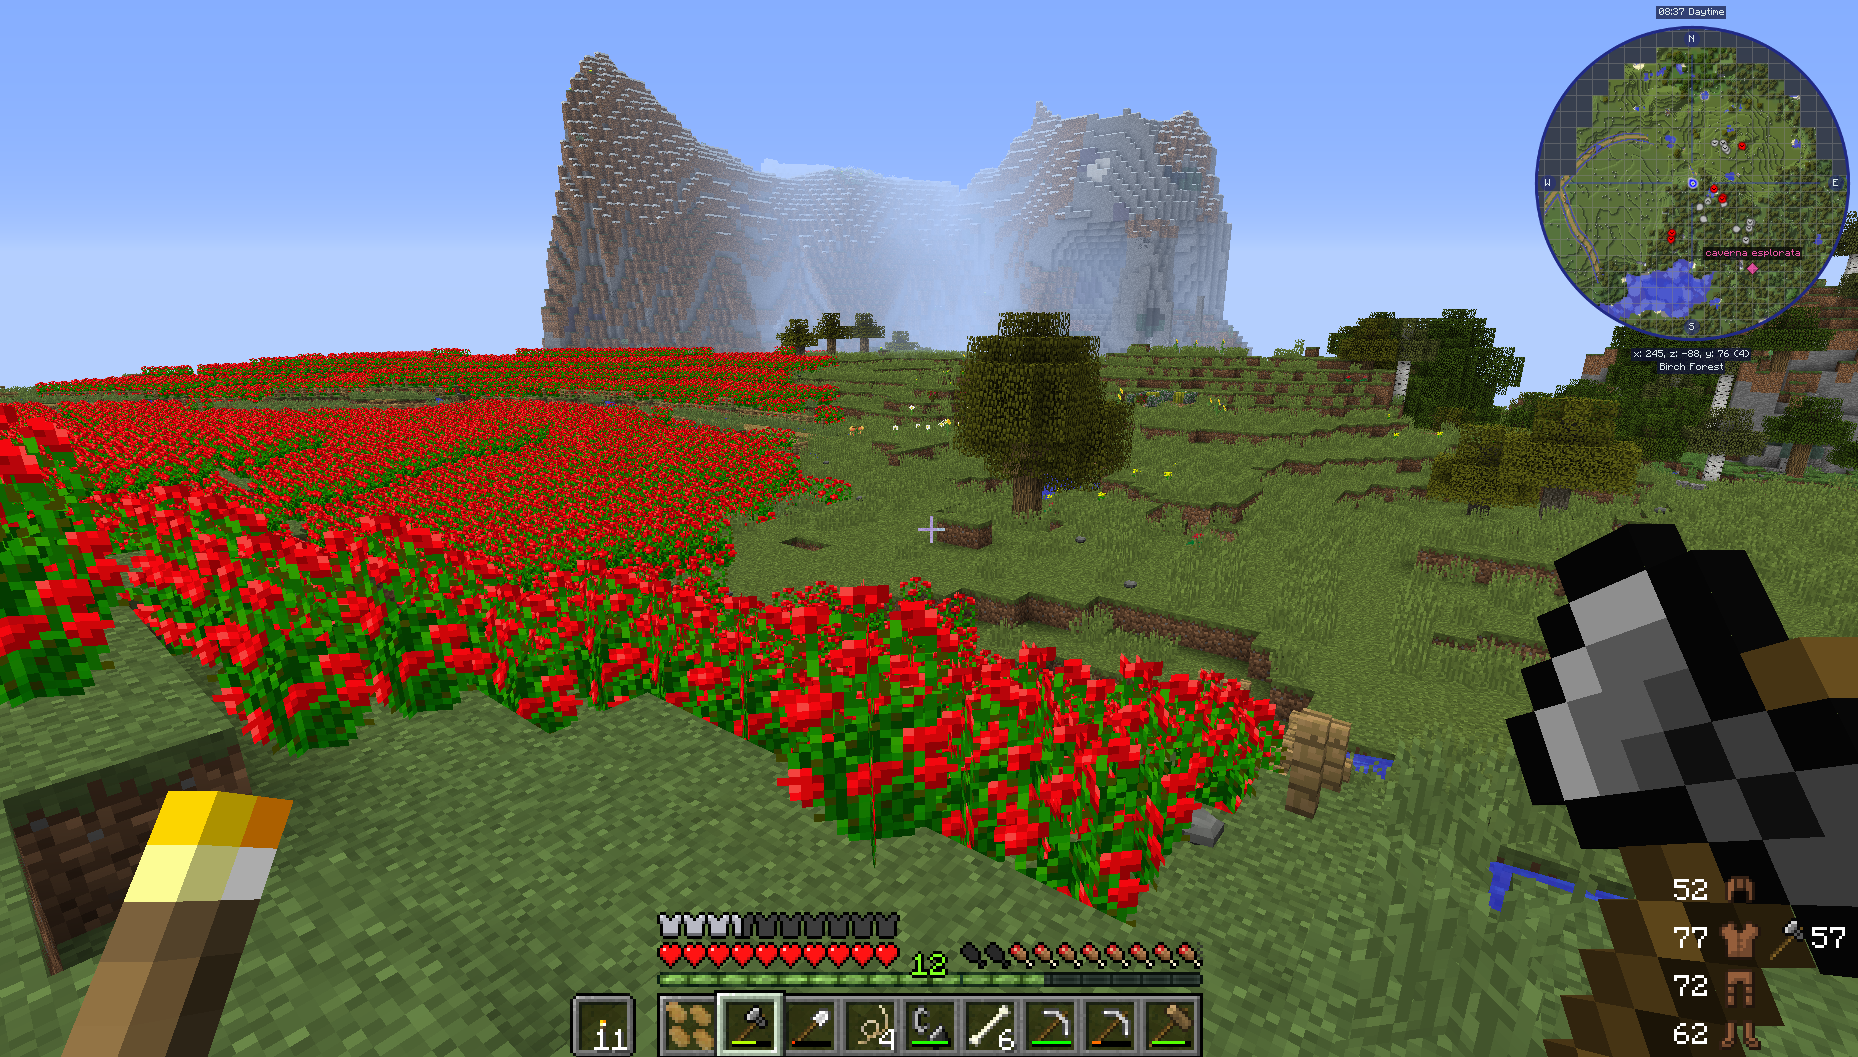 08:37 Daytime
N
W
E
caverna esplorata
S
x: 245, z: -88, y: 76 (4)
Birch Forest
52
77
57
72
62
12
11
4
6